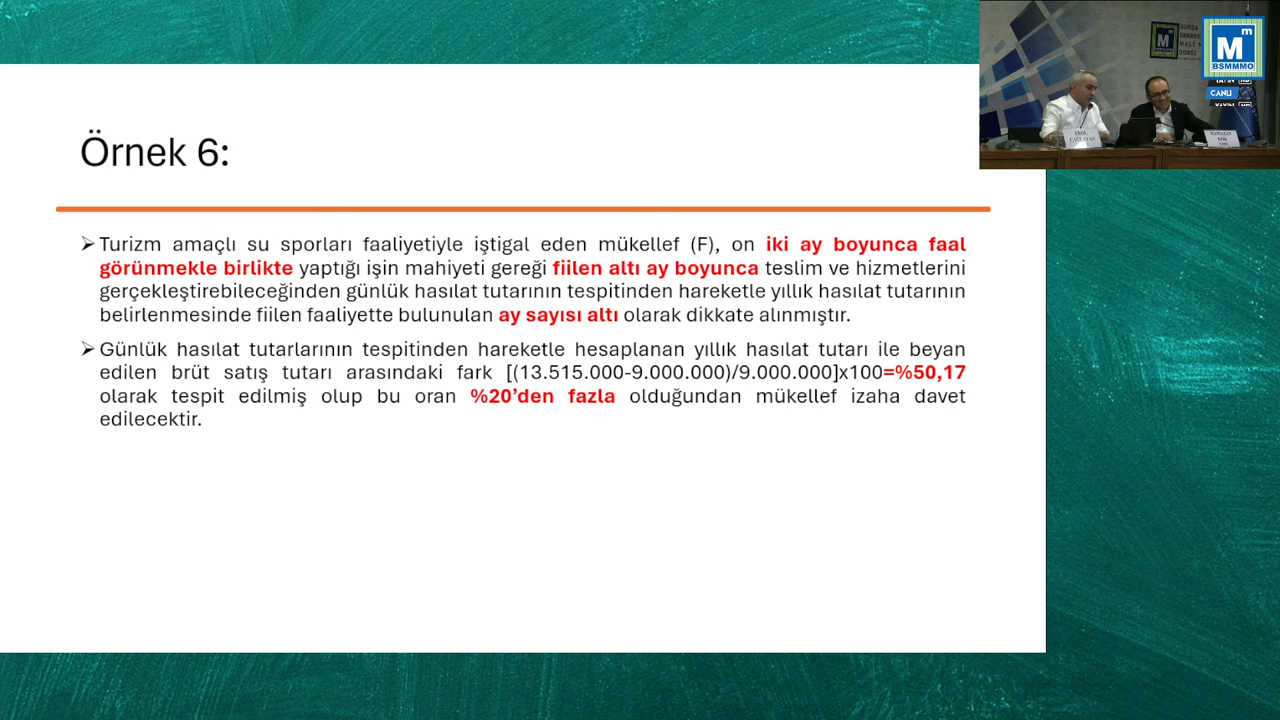 Örnek 6:
➢Turizm amaçlı su sporları faaliyetiyle iştigal eden mükellef (F), on iki ay boyunca faal
görünmekle birlikte yaptığı işin mahiyeti gereği fiilen altı ay boyunca teslim ve hizmetlerini
gerçekleştirebileceğinden günlük hasılat tutarının tespitinden hareketle yıllık hasılat tutarının
belirlenmesinde fiilen faaliyette bulunulan ay sayısı altı olarak dikkate alınmıştır.
➢Günlük hasılat tutarlarının tespitinden hareketle hesaplanan yıllık hasılat tutarı ile beyan
edilen brüt satış tutarı arasındaki fark [(13.515.000-9.000.000)/9.000.000]x100=%50,17
olarak tespit edilmiş olup bu oran %20’den fazla olduğundan mükellef izaha davet
edilecektir.
BURSA
M
m
BSMMMO
CANLI